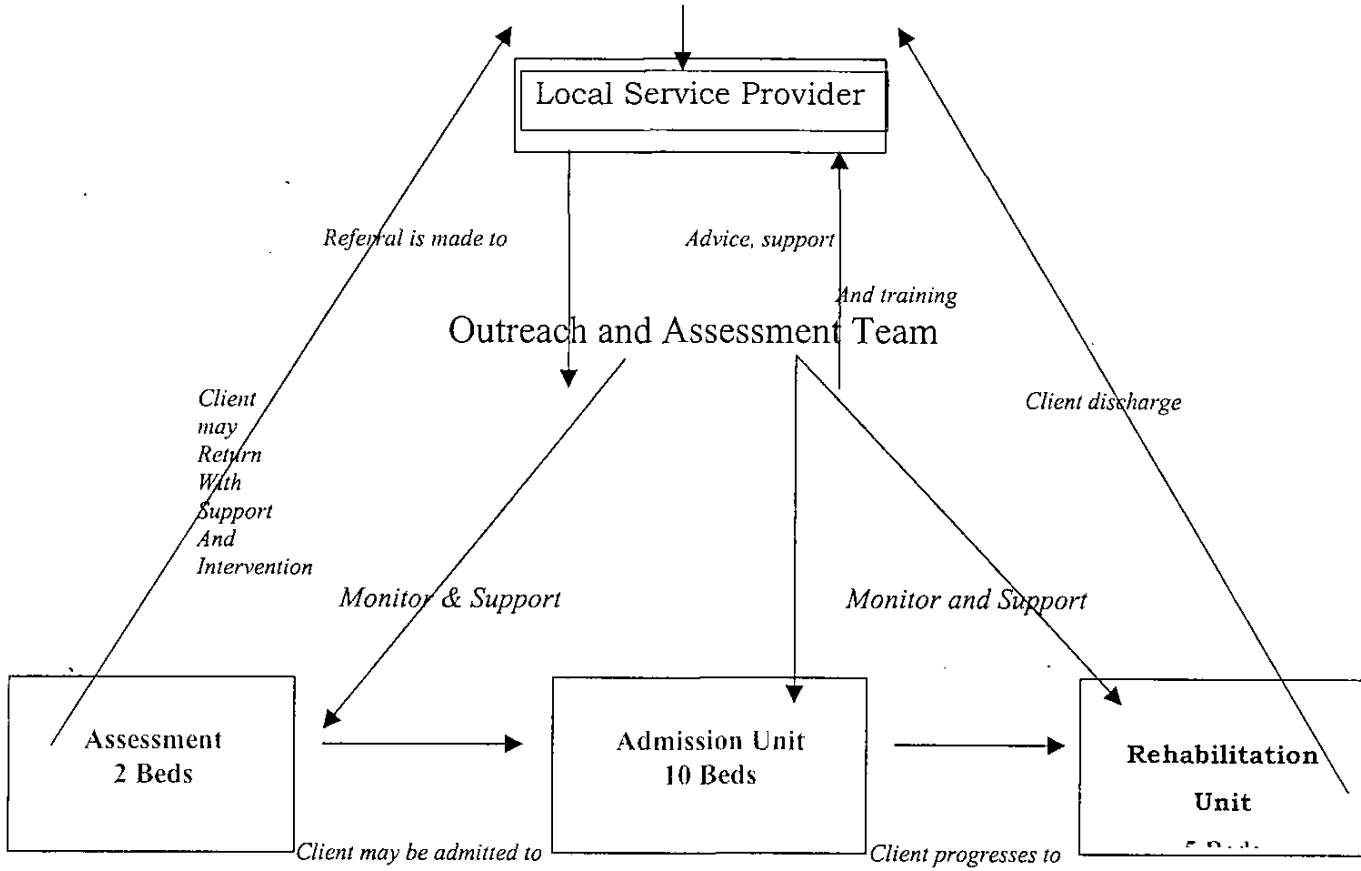 Local Service Provider
Referral is made to
Advice, support
And training
Outreach and Assessment Team
Client
may
Return
With
Support
And
Intervention
Client discharge
Monitor & Support
Monitor and Support
Assessment
2 Beds
Admission Unit
10 Beds
Rehabilitation
Unit
Client may be admitted to
Client progresses to